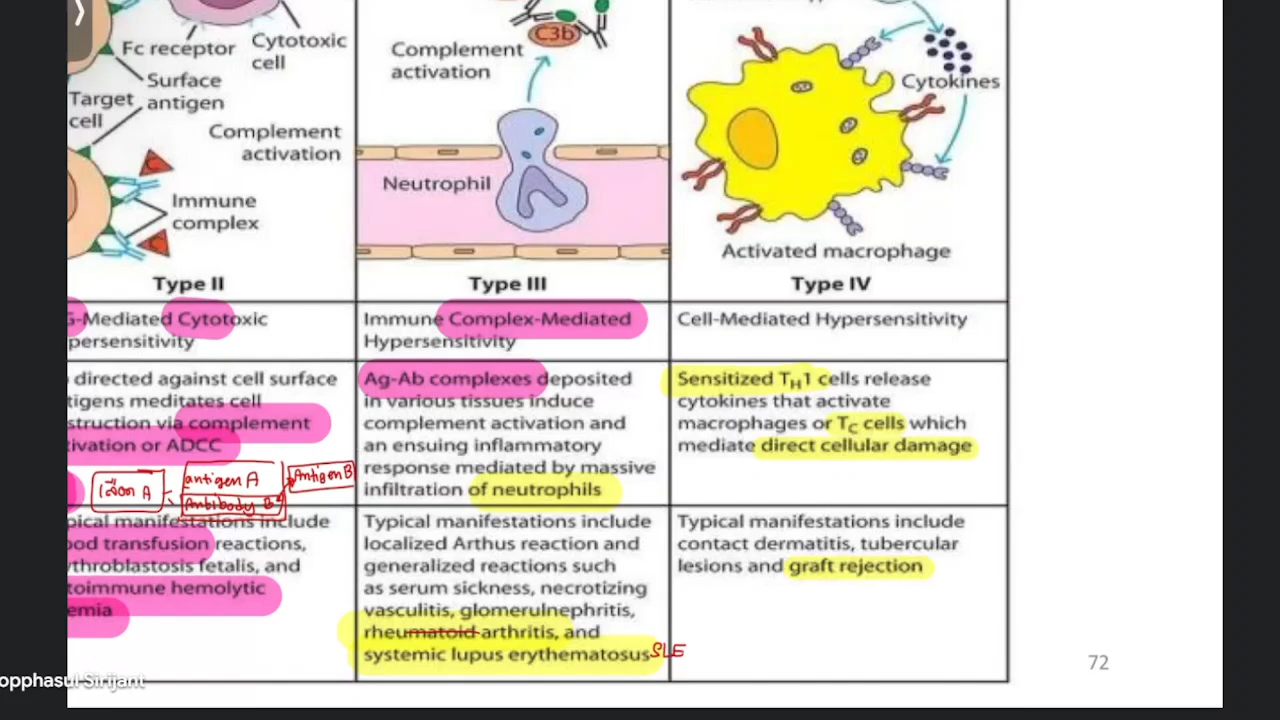 Fc receptor
Cytotoxic
cell
Surface
antigen
Target
cell
Complement
activation
C
Immune
complex
C
Type II
G-Mediated Cytotoxic
persensitivity
directed against cell surface
tigens meditates cell
struction via complement
tivation or ADCC
เลือด A
antigen A
Antibody B
Antigen B
pical manifestations include
ood transfusion reactions,
ythroblastosis fetalis, and
toimmune hemolytic
emia
C3b
Complement
activation
Neutrophil
Type III
Immune Complex-Mediated
Hypersensitivity
Ag-Ab complexes deposited
in various tissues induce
complement activation and
an ensuing inflammatory
response mediated by massive
infiltration of neutrophils
Typical manifestations include
localized Arthus reaction and
generalized reactions such
as serum sickness, necrotizing
vasculitis, glomerulnephritis,
rheumatoid arthritis, and
systemic lupus erythematosus SLE
Cytokines
Activated macrophage
Type IV
Cell-Mediated Hypersensitivity
Sensitized TH1 cells release
cytokines that activate
macrophages or TC cells which
mediate direct cellular damage
Typical manifestations include
contact dermatitis, tubercular
lesions and graft rejection
72
opphasul Sirijant